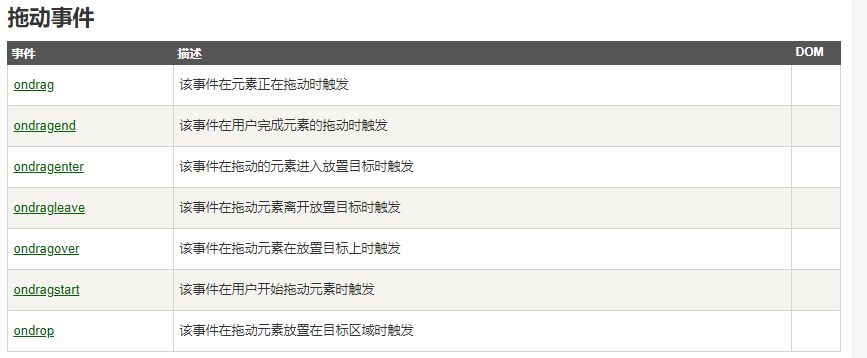 拖动事件
事件 描述 DOM
ondrag 该事件在元素正在拖动时触发
ondragend 该事件在用户完成元素的拖动时触发
ondragenter 该事件在拖动的元素进入放置目标时触发
ondragleave 该事件在拖动元素离开放置目标时触发
ondragover 该事件在拖动元素在放置目标上时触发
ondragstart 该事件在用户开始拖动元素时触发
ondrop 该事件在拖动元素放置在目标区域时触发